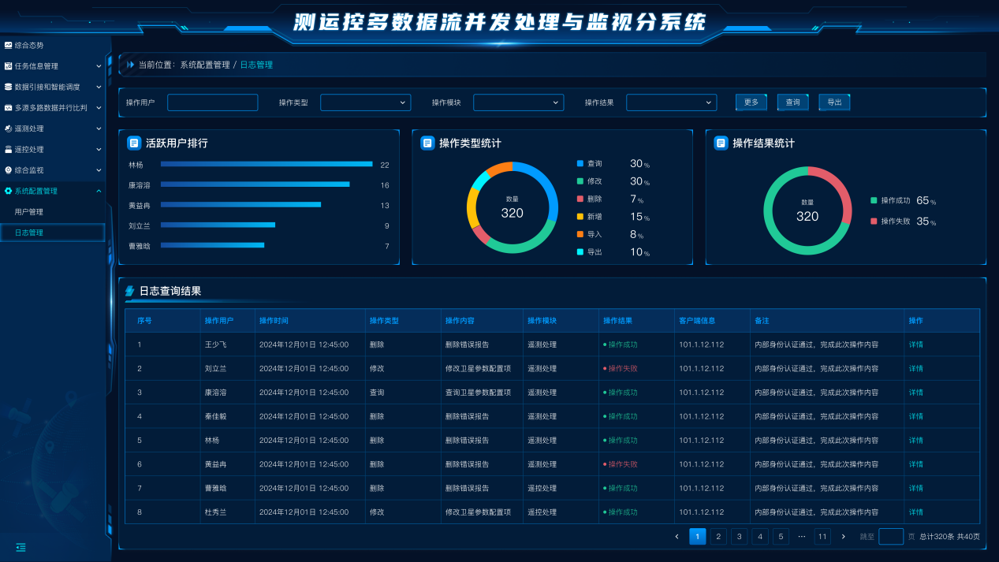 测运控多数据流并发处理与监视分系统
综合态势
任务信息管理
数据引接和智能调度
多源多路数据并行比判
遥测处理
遥控处理
综合监视
系统配置管理
用户管理
日志管理
当前位置: 系统配置管理 / 日志管理
操作用户 操作类型 操作模块 操作结果 更多 查询 导出
活跃用户排行
林杨 22
康溶溶 16
黄益冉 13
刘立兰 9
曹雅晗 7
操作类型统计
数量
320
查询 30 %
修改 30 %
删除 7 %
新增 15 %
导入 8 %
导出 10 %
操作结果统计
数量
320
操作成功 65 %
操作失败 35 %
日志查询结果
序号 操作用户 操作时间 操作类型 操作内容 操作模块 操作结果 客户端信息 备注 操作
1 王少飞 2024年12月01日 12:45:00 删除 删除错误报告 遥测处理 操作成功 101.1.12.112 内部身份认证通过，完成此次操作内容 详情
2 刘立兰 2024年12月01日 12:45:00 修改 修改卫星参数配置项 遥测处理 操作失败 101.1.12.112 内部身份认证通过，完成此次操作内容 详情
3 康溶溶 2024年12月01日 12:45:00 查询 查询卫星参数配置项 遥测处理 操作成功 101.1.12.112 内部身份认证通过，完成此次操作内容 详情
4 秦佳毅 2024年12月01日 12:45:00 删除 删除错误报告 遥测处理 操作成功 101.1.12.112 内部身份认证通过，完成此次操作内容 详情
5 林杨 2024年12月01日 12:45:00 删除 删除错误报告 遥测处理 操作成功 101.1.12.112 内部身份认证通过，完成此次操作内容 详情
6 黄益冉 2024年12月01日 12:45:00 删除 删除错误报告 遥测处理 操作失败 101.1.12.112 内部身份认证通过，完成此次操作内容 详情
7 曹雅晗 2024年12月01日 12:45:00 删除 删除错误报告 遥控处理 操作成功 101.1.12.112 内部身份认证通过，完成此次操作内容 详情
8 杜秀兰 2024年12月01日 12:45:00 修改 修改卫星参数配置项 遥控处理 操作成功 101.1.12.112 内部身份认证通过，完成此次操作内容 详情
1 2 3 4 5 ··· 11 跳至 页 总计320条 共40页